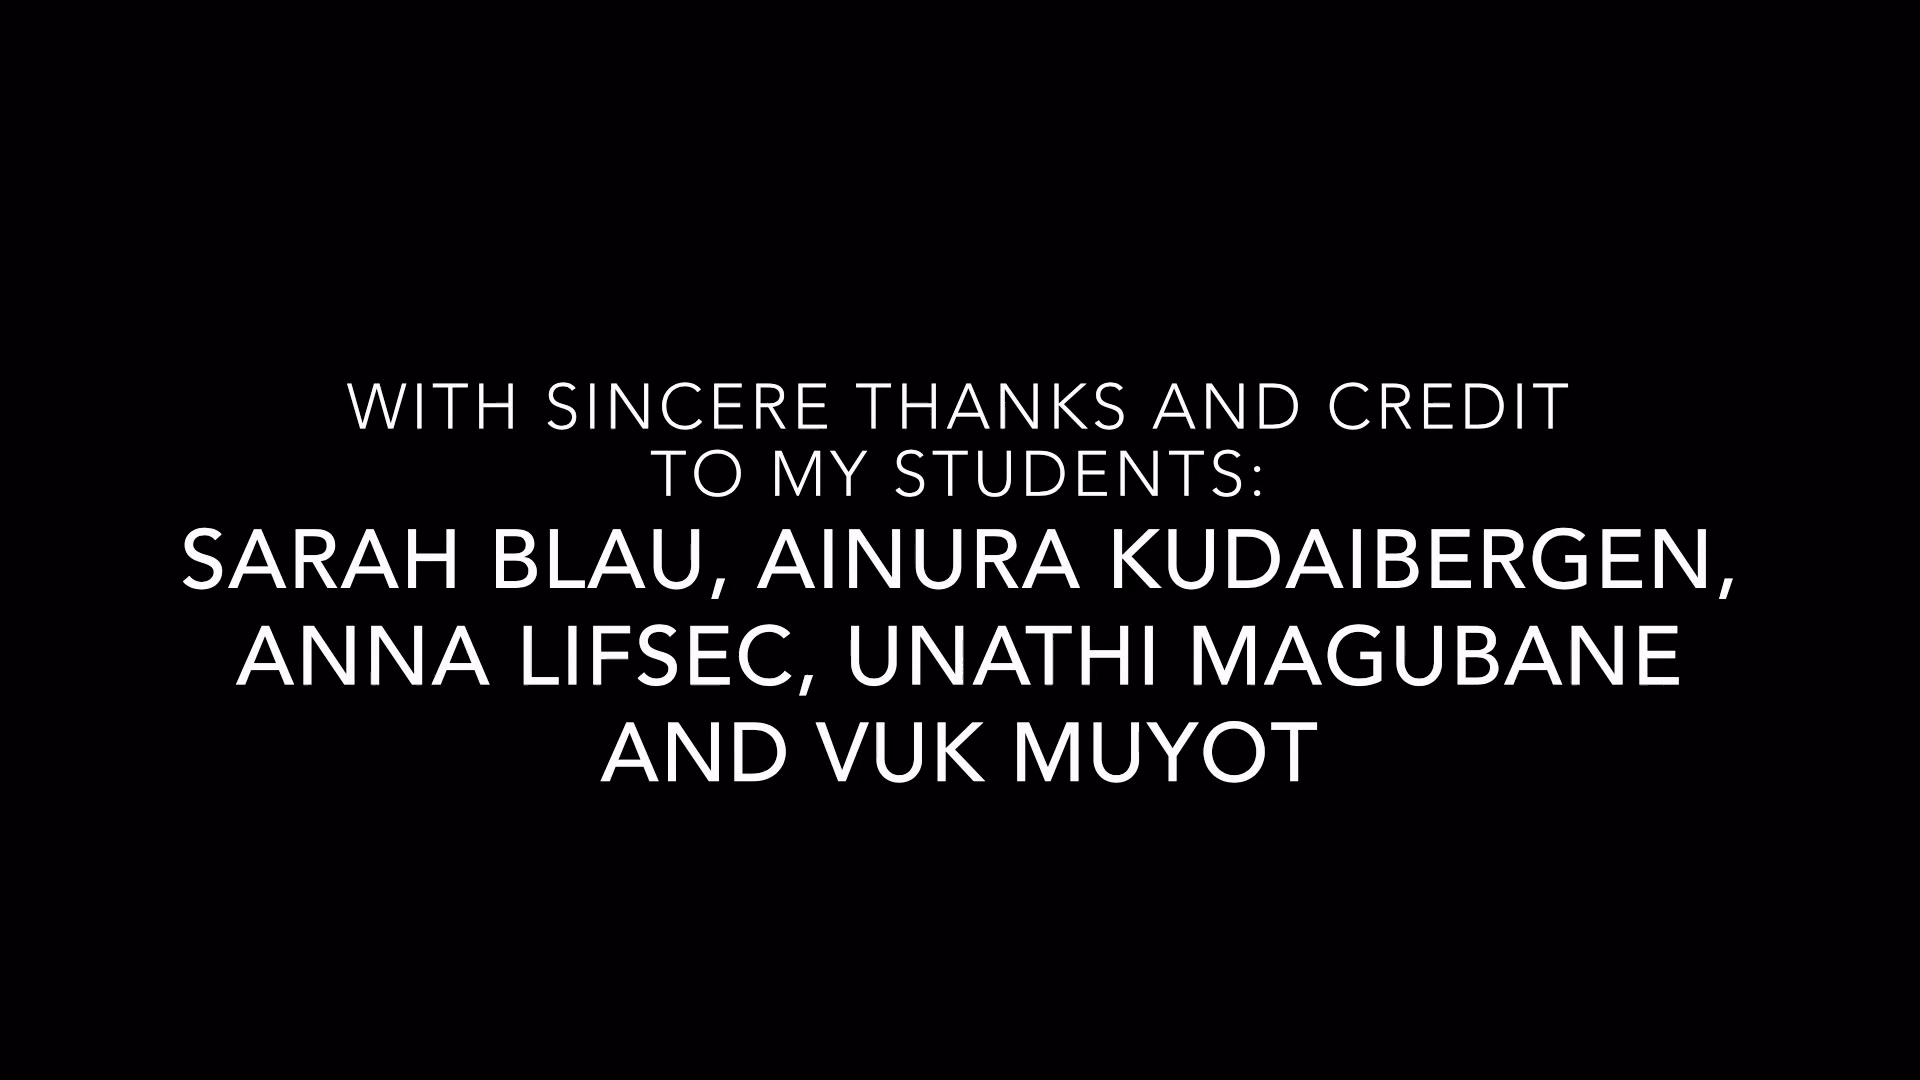 WITH SINCERE THANKS AND CREDIT
TO MY STUDENTS:
SARAH BLAU, AINURA KUDAIBERGEN,
ANNA LIFSEC, UNATHI MAGUBANE
AND VUK MUYOT